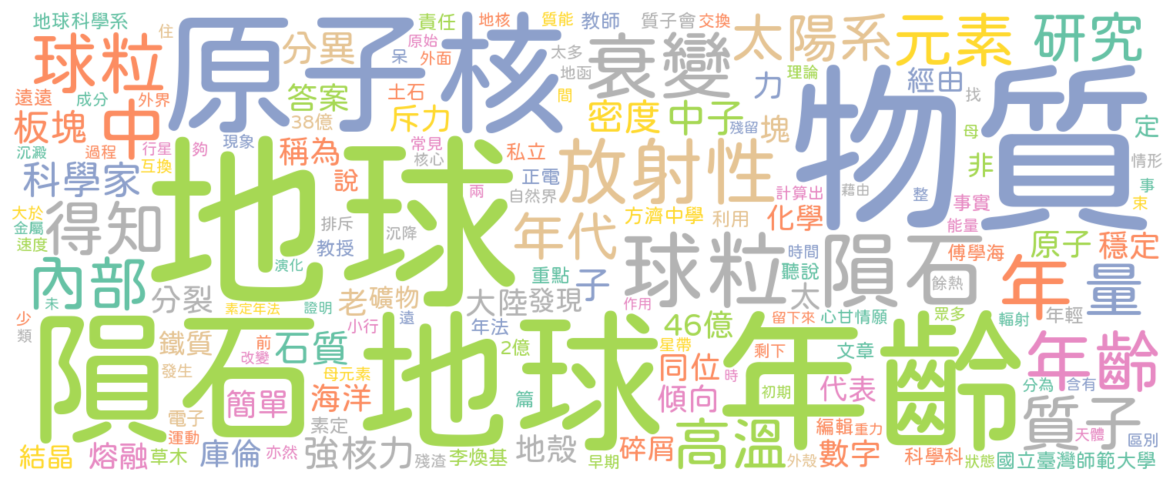 地球科學系 住 原子核 責任 地核 質能 教師 質子會 交換 太陽系 元素 研究
球粒 分異 呆 原始 外面 太多 地函 衰變 理論 力 經由 找
遠遠 成分 外界 答案 土石 間 斥力 密度 中子 殘留 塊 母 定
板塊 中 38億 常見 物質
沉澱 過程 行星 互換 夠 現象 稱為 核心 私立 放射性 非 情形
科學家 說 兩 正電 自然界 計算出 藉由 整 事實 事 束
大於 金屬 速度 得知 地球 排斥 沉降 教授 年代 方濟中學 利用 化學 能量 傅學海 原子 穩定
內部 未 演化 重點 子 球粒隕石 時間 聽說 太 餘熱 年 量
分裂 素定年法 證明 老 礦物 大陸 發現 作用 留下來 心甘情願 眾多 輻射 年輕
少 類 鐵質 前 改變 小行 石質 遠 年法 2億 46億 星帶 剩下 文章 年齡
隕石 發生 母元素 地球年齡 同位 時 初期 代表 分為 含有
電子 運動 簡單 海洋 篇 傾向 編輯 重力 質子 天體 區別
結晶 熔融 草木 庫倫 亦然 素定 強核力 殘渣 李煥基 早期 地殼 碎屑 高溫 外殼 數字 科學科 狀態 國立臺灣師範大學